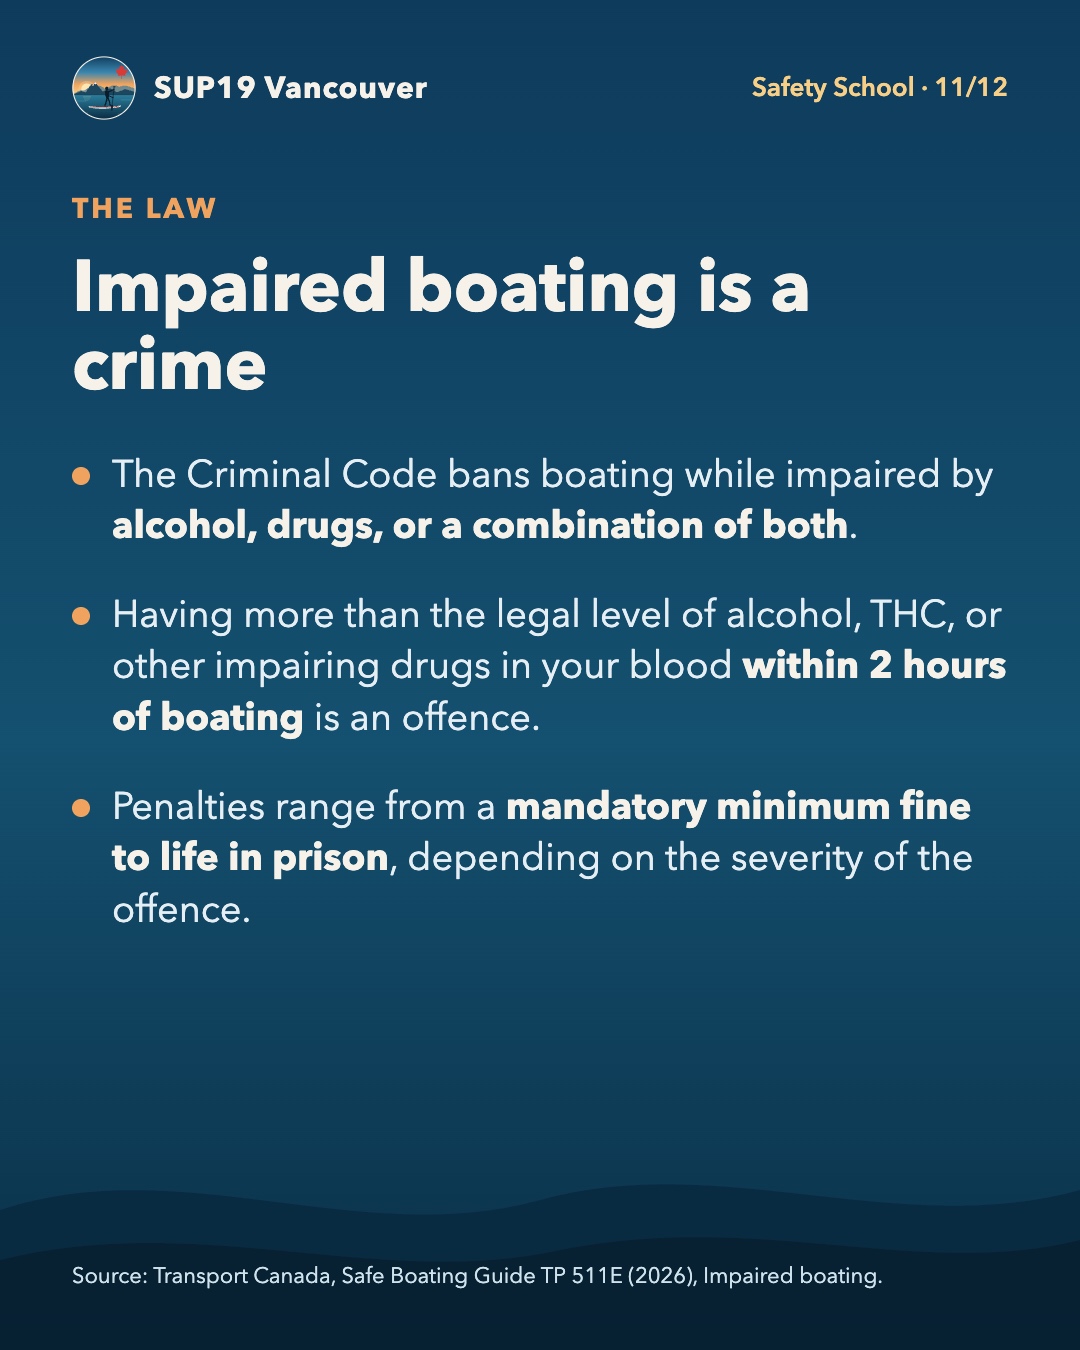 SUP19 Vancouver
Safety School · 11/12
THE LAW
Impaired boating is a
crime
The Criminal Code bans boating while impaired by
alcohol, drugs, or a combination of both.
Having more than the legal level of alcohol, THC, or
other impairing drugs in your blood within 2 hours
of boating is an offence.
Penalties range from a mandatory minimum fine
to life in prison, depending on the severity of the
offence.
Source: Transport Canada, Safe Boating Guide TP 511E (2026), Impaired boating.